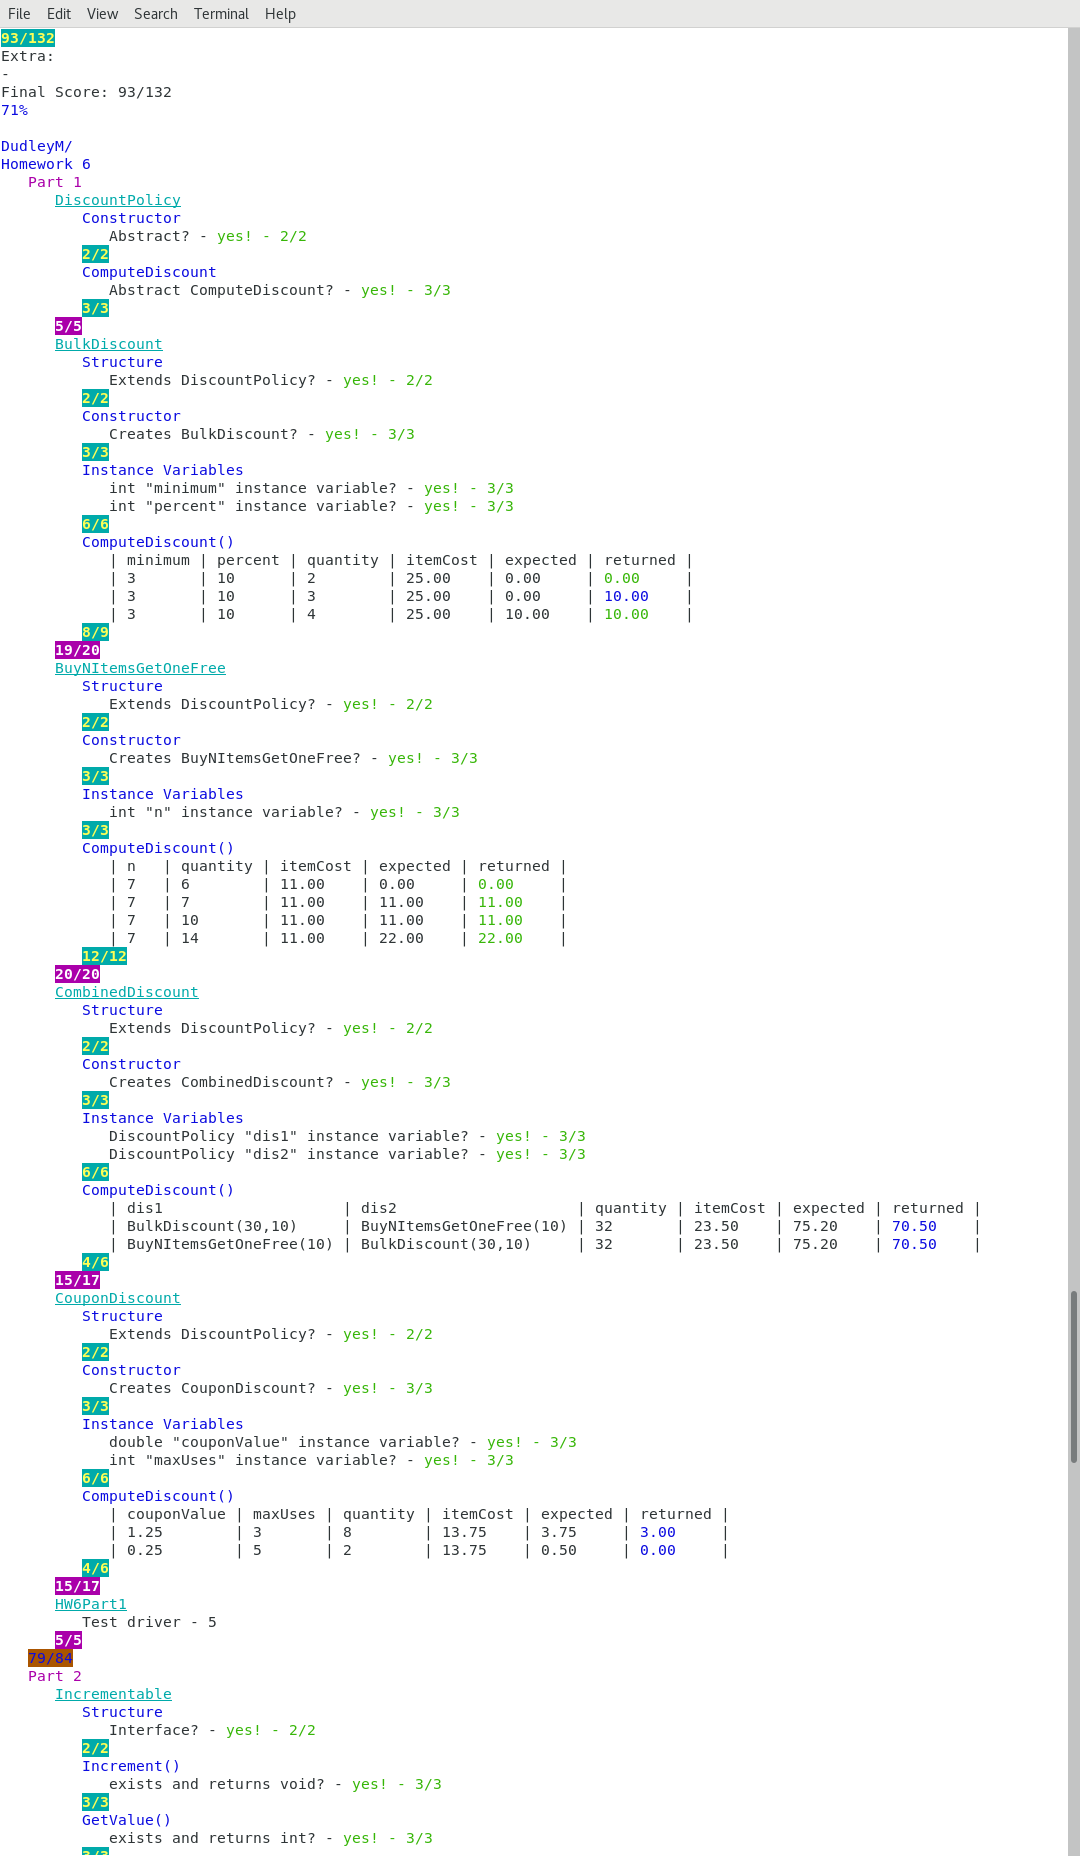 File Edit View Search Terminal Help
93/132
Extra:
-
Final Score: 93/132
71%
DudleyM/
Homework 6
Part 1
DiscountPolicy
Constructor
Abstract? - yes! - 2/2
2/2
ComputeDiscount
Abstract ComputeDiscount? - yes! - 3/3
3/3
5/5
BulkDiscount
Structure
Extends DiscountPolicy? - yes! - 2/2
2/2
Constructor
Creates BulkDiscount? - yes! - 3/3
3/3
Instance Variables
int "minimum" instance variable? - yes! - 3/3
int "percent" instance variable? - yes! - 3/3
6/6
ComputeDiscount()
| minimum | percent | quantity | itemCost | expected | returned |
| 3 | 10 | 2 | 25.00 | 0.00 | 0.00 |
| 3 | 10 | 3 | 25.00 | 0.00 | 10.00 |
| 3 | 10 | 4 | 25.00 | 10.00 | 10.00 |
8/9
19/20
BuyNItemsGetOneFree
Structure
Extends DiscountPolicy? - yes! - 2/2
2/2
Constructor
Creates BuyNItemsGetOneFree? - yes! - 3/3
3/3
Instance Variables
int "n" instance variable? - yes! - 3/3
3/3
ComputeDiscount()
| n | quantity | itemCost | expected | returned |
| 7 | 6 | 11.00 | 0.00 | 0.00 |
| 7 | 7 | 11.00 | 11.00 | 11.00 |
| 7 | 10 | 11.00 | 11.00 | 11.00 |
| 7 | 14 | 11.00 | 22.00 | 22.00 |
12/12
20/20
CombinedDiscount
Structure
Extends DiscountPolicy? - yes! - 2/2
2/2
Constructor
Creates CombinedDiscount? - yes! - 3/3
3/3
Instance Variables
DiscountPolicy "dis1" instance variable? - yes! - 3/3
DiscountPolicy "dis2" instance variable? - yes! - 3/3
6/6
ComputeDiscount()
| dis1 | dis2 | quantity | itemCost | expected | returned |
| BulkDiscount(30,10) | BuyNItemsGetOneFree(10) | 32 | 23.50 | 75.20 | 70.50 |
| BuyNItemsGetOneFree(10) | BulkDiscount(30,10) | 32 | 23.50 | 75.20 | 70.50 |
4/6
15/17
CouponDiscount
Structure
Extends DiscountPolicy? - yes! - 2/2
2/2
Constructor
Creates CouponDiscount? - yes! - 3/3
3/3
Instance Variables
double "couponValue" instance variable? - yes! - 3/3
int "maxUses" instance variable? - yes! - 3/3
6/6
ComputeDiscount()
| couponValue | maxUses | quantity | itemCost | expected | returned |
| 1.25 | 3 | 8 | 13.75 | 3.75 | 3.00 |
| 0.25 | 5 | 2 | 13.75 | 0.50 | 0.00 |
4/6
15/17
HW6Part1
Test driver - 5
5/5
79/84
Part 2
Incrementable
Structure
Interface? - yes! - 2/2
2/2
Increment()
exists and returns void? - yes! - 3/3
3/3
GetValue()
exists and returns int? - yes! - 3/3